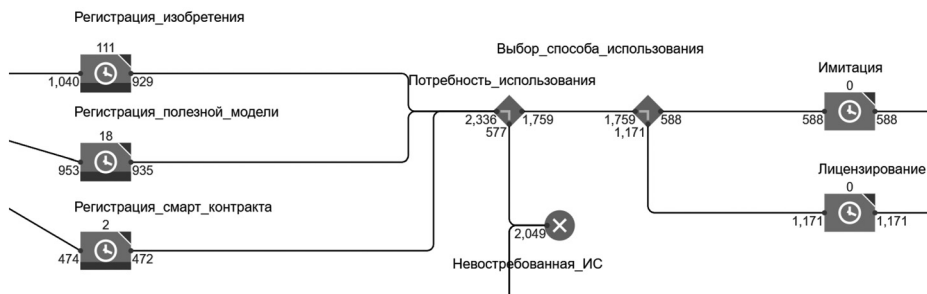 Регистрация_изобретения
111
1,040 929
Выбор_способа_использования
Потребность_использования
Имитация
0
588 588
Регистрация_полезной_модели
18
953 935
2,336 1,759
577
1,759 588
1,171
Лицензирование
0
1,171 1,171
Регистрация_смарт_контракта
2
474 472
2,049
Невостребованная_ИС